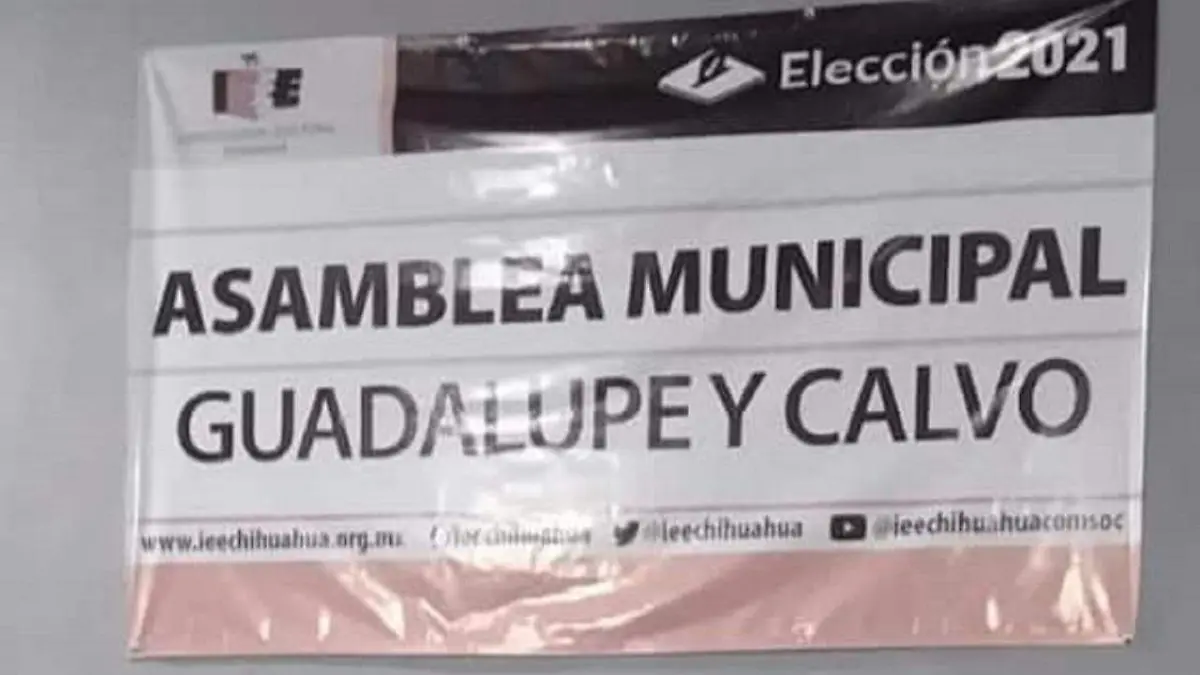 Elección 2021
ASAMBLEA MUNICIPAL
GUADALUPE Y CALVO
www.ieechihuahua.org.mx @ieechihuahua @ieechihuahuacomsoc